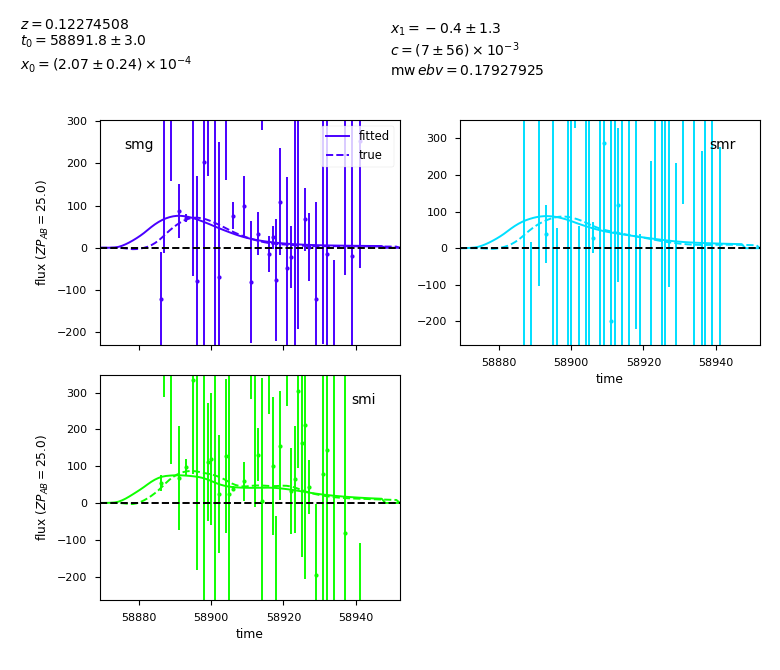 z = 0.12274508
t₀ = 58891.8 ± 3.0
x₀ = (2.07 ± 0.24) × 10⁻⁴
x₁ = −0.4 ± 1.3
c = (7 ± 56) × 10⁻³
mw ebv = 0.17927925
smg
fitted
true
300
200
100
0
−100
−200
flux (ZP_AB = 25.0)
smr
300
200
100
0
−100
−200
58880 58900 58920 58940
time
smi
300
200
100
0
−100
−200
flux (ZP_AB = 25.0)
58880 58900 58920 58940
time